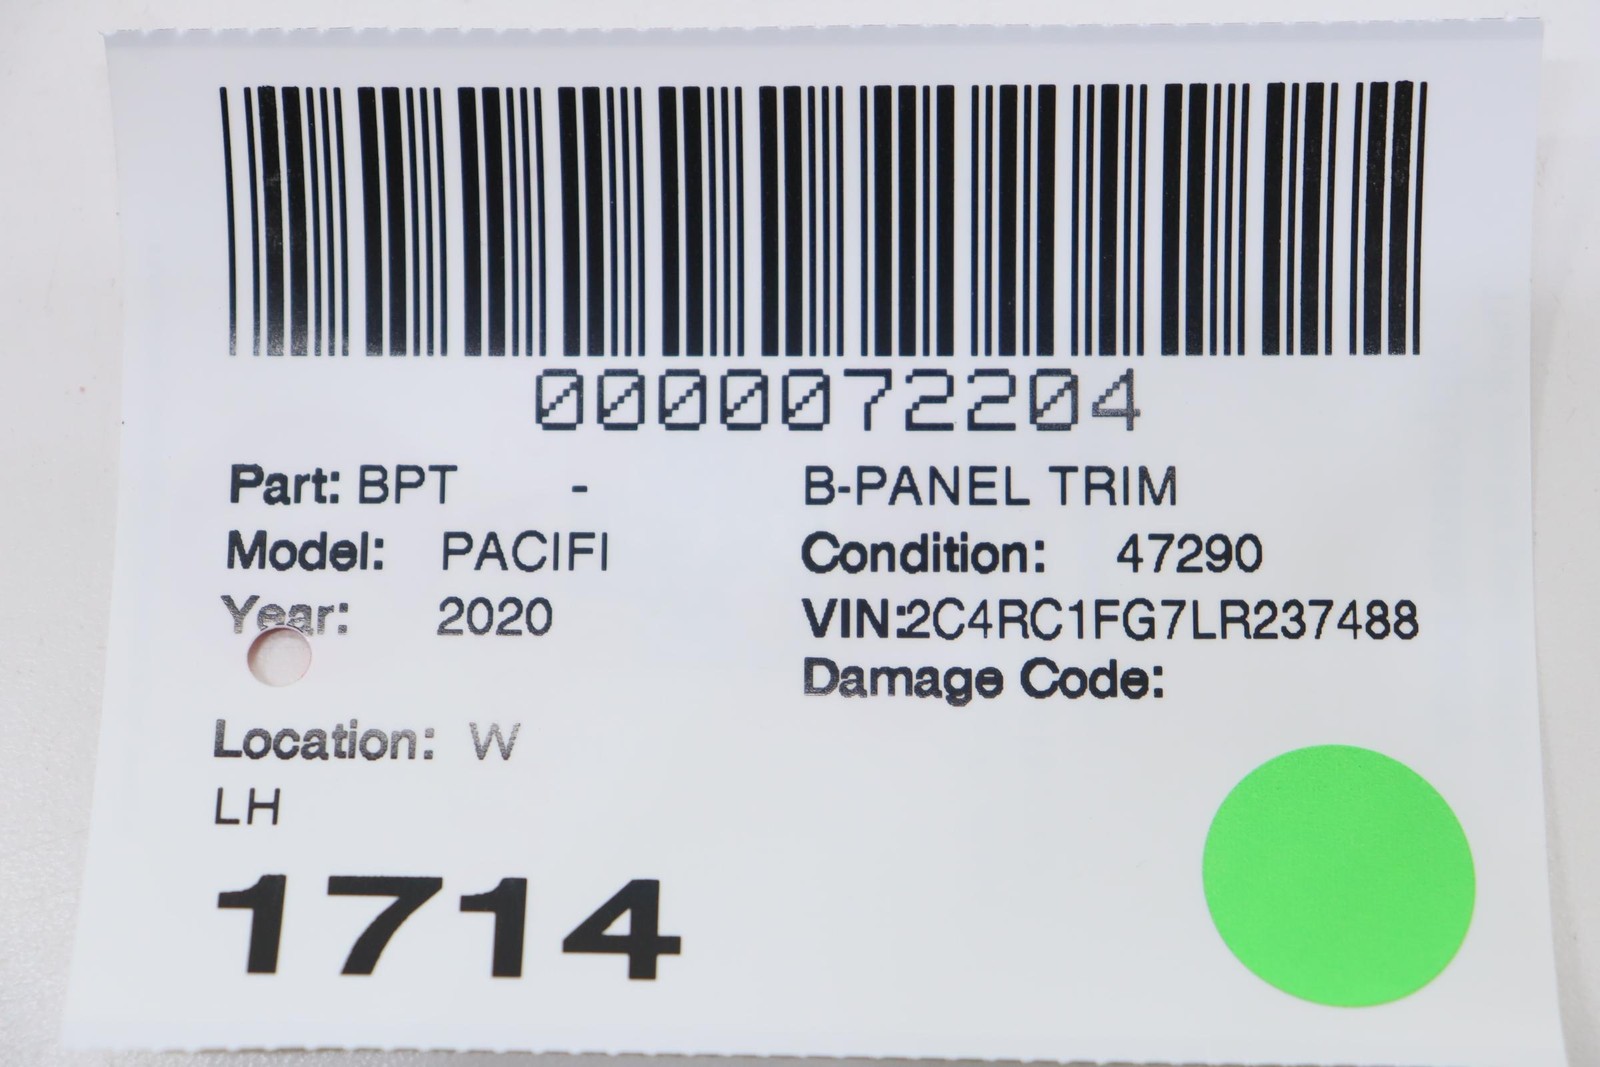 0000072204
Part: BPT - B-PANEL TRIM
Model: PACIFI Condition: 47290
Year: 2020 VIN:2C4RC1FG7LR237488
Damage Code:
Location: W
LH
1714